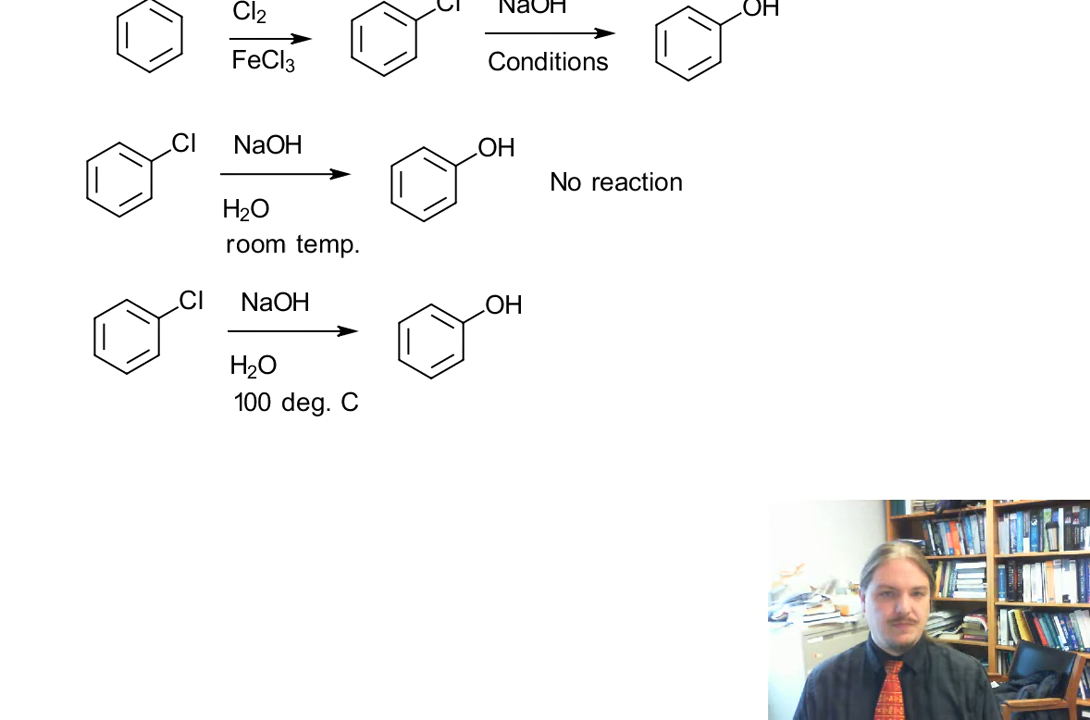 Cl₂
Cl
NaOH
OH
FeCl₃
Conditions
Cl
NaOH
OH
No reaction
H₂O
room temp.
Cl
NaOH
OH
H₂O
100 deg. C